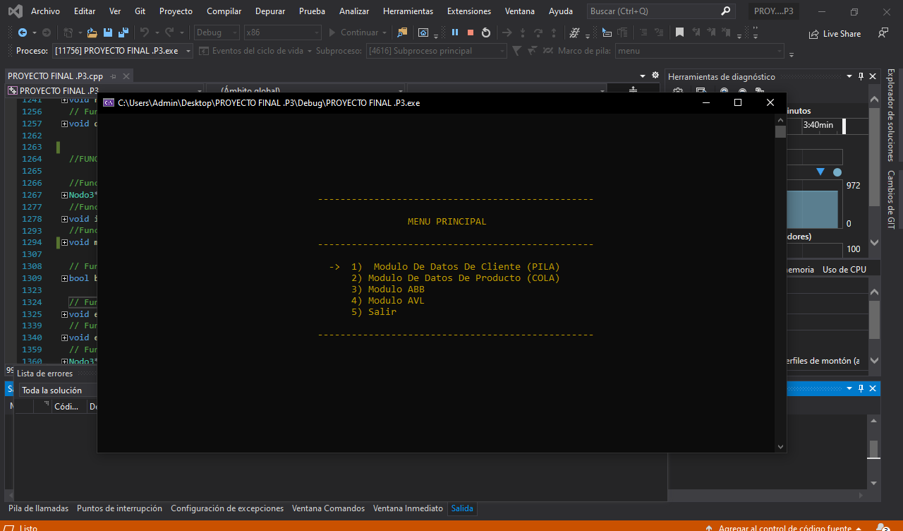 Archivo Editar Ver Git Proyecto Compilar Depurar Prueba Analizar Herramientas Extensiones Ventana Ayuda Buscar (Ctrl+Q) PROY....P3
Debug x86 Continuar Live Share
Proceso: [11756] PROYECTO FINAL .P3.exe Eventos del ciclo de vida Subproceso: [4616] Subproceso principal Marco de pila: menu
PROYECTO FINAL .P3.cpp Herramientas de diagnóstico
PROYECTO FINAL .P3 (Ámbito global)
C:\Users\Admin\Desktop\PROYECTO FINAL .P3\Debug\PROYECTO FINAL .P3.exe
1241 void
1256 // Fun
1257 void
1262
1263
1264 //FUNC
1265
1266 //Func
1267 Nodo3*
1277 //Func
1278 void i
1293 //Func
1294 void m
1307
1308 // Fun
1309 bool b
1323
1324 // Fun
1325 void e
1339 // Fun
1340 void e
1359 // Fun
1360 Nodo3*
---------------------------------------------------
MENU PRINCIPAL
---------------------------------------------------
-> 1) Modulo De Datos De Cliente (PILA)
2) Modulo De Datos De Producto (COLA)
3) Modulo ABB
4) Modulo AVL
5) Salir
---------------------------------------------------
inutos
3:40min
972
0
dores)
100
emoria Uso de CPU
erfiles de montón (a
Explorador de soluciones
Cambios de GIT
99
Lista de errores
Toda la solución
Códi...
Pila de llamadas Puntos de interrupción Configuración de excepciones Ventana Comandos Ventana Inmediato Salida
Listo Agregar al control de código fuente